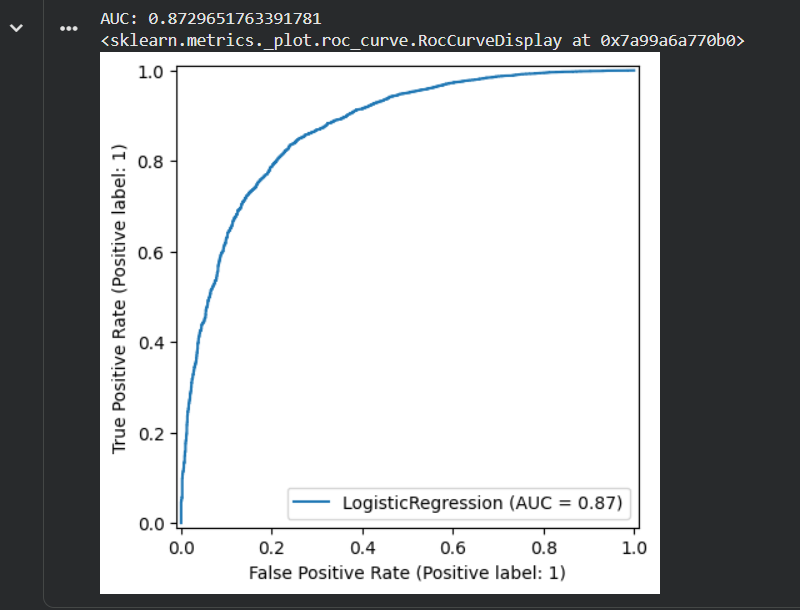 AUC: 0.8729651763391781
<sklearn.metrics._plot.roc_curve.RocCurveDisplay at 0x7a99a6a770b0>
1.0
0.8
0.6
0.4
0.2
0.0
True Positive Rate (Positive label: 1)
LogisticRegression (AUC = 0.87)
0.0 0.2 0.4 0.6 0.8 1.0
False Positive Rate (Positive label: 1)